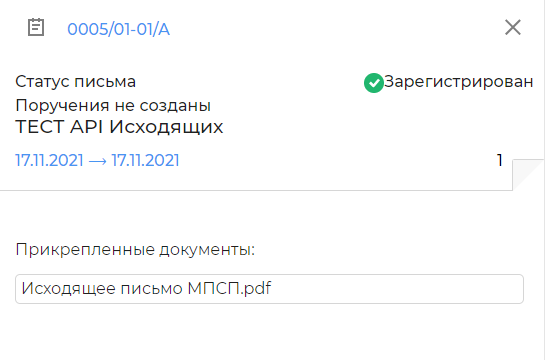 0005/01-01/А
Статус письма Зарегистрирован
Поручения не созданы
ТЕСТ API Исходящих
17.11.2021 → 17.11.2021 1
Прикрепленные документы:
Исходящее письмо МПСП.pdf